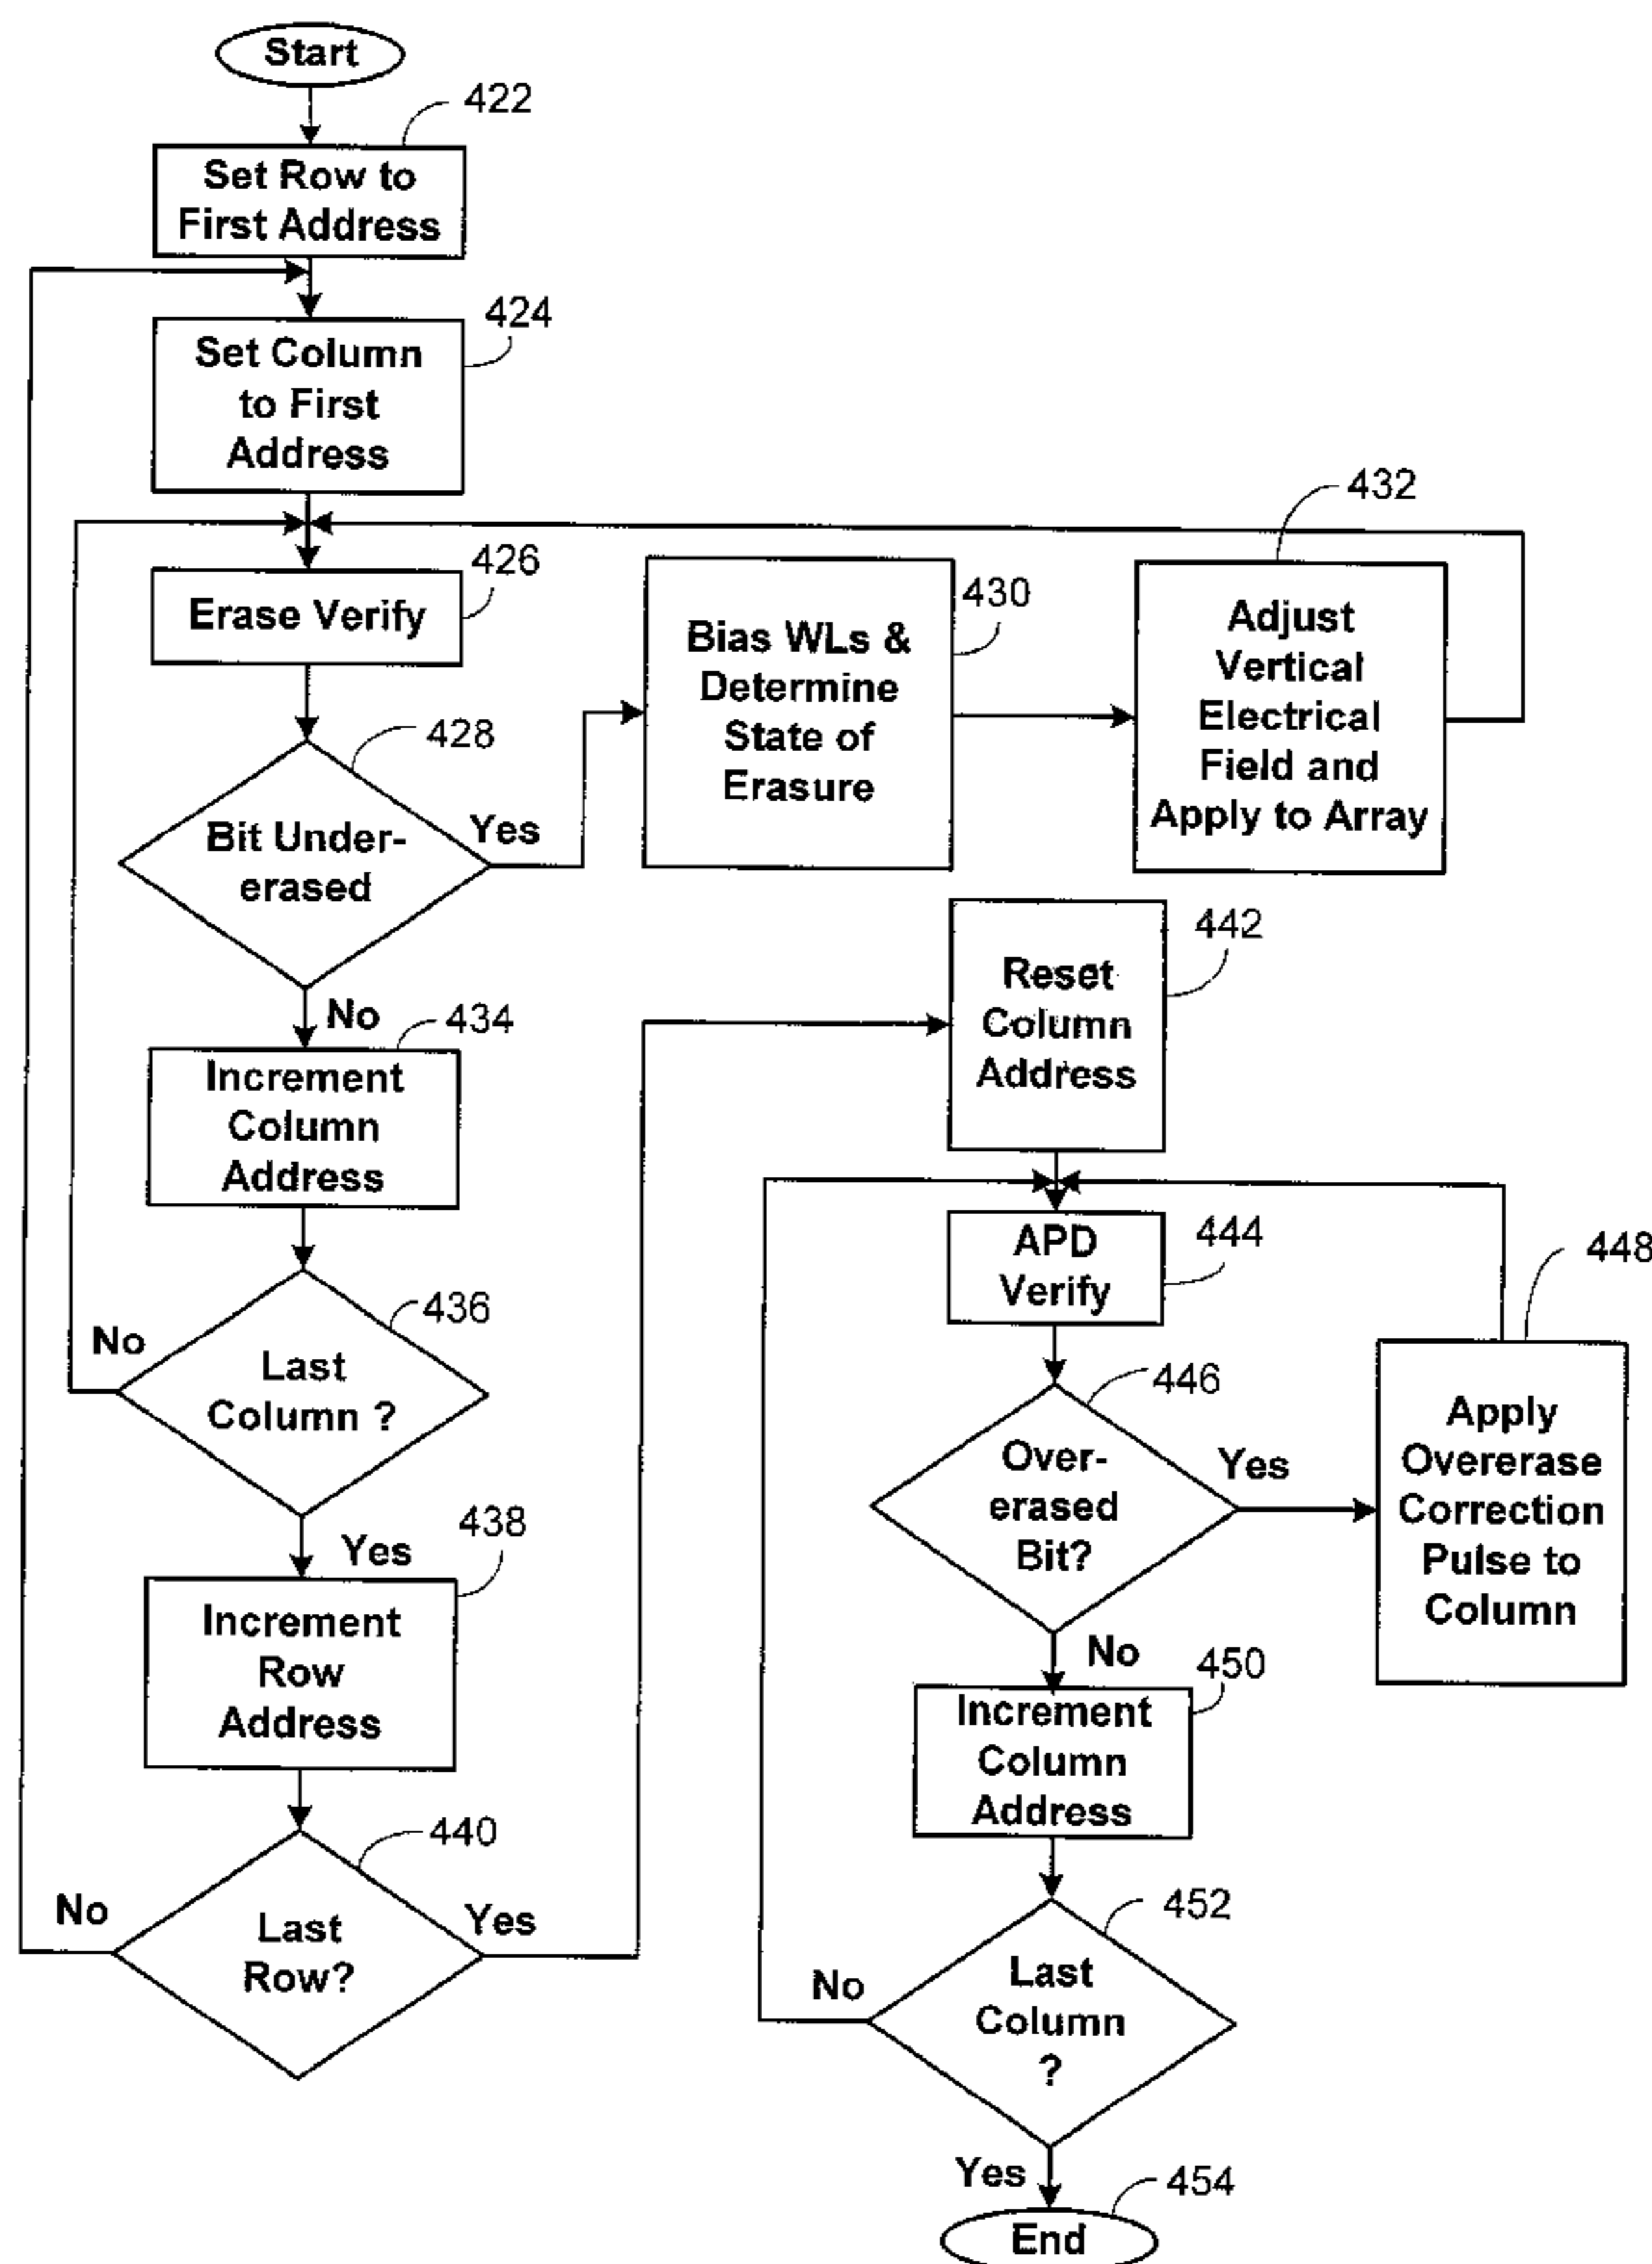 Start
422
Set Row to
First Address
424
Set Column
to First
Address
426
Erase Verify
428
Bit Under-
erased
Yes
No
430
Bias WLs &
Determine
State of
Erasure
432
Adjust
Vertical
Electrical
Field and
Apply to Array
434
Increment
Column
Address
436
No
Last
Column ?
Yes
438
Increment
Row
Address
440
No
Last
Row?
Yes
442
Reset
Column
Address
444
APD
Verify
446
Over-
erased
Bit?
Yes
No
448
Apply
Overerase
Correction
Pulse to
Column
450
Increment
Column
Address
452
No
Last
Column
?
Yes
454
End